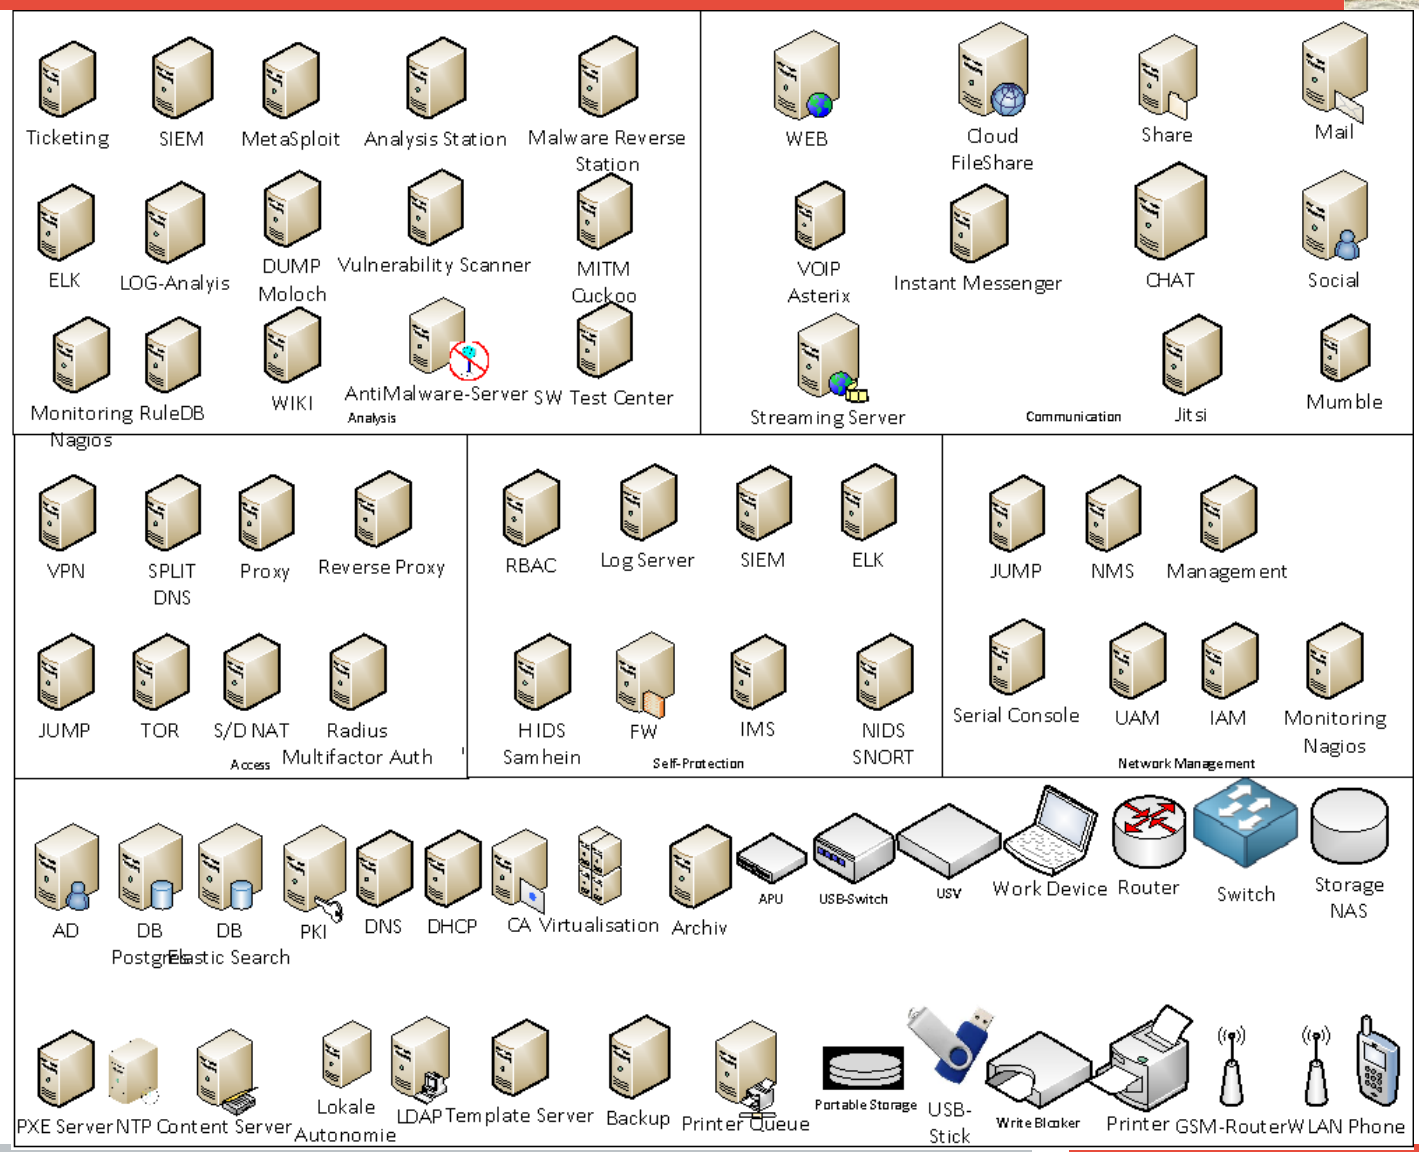 Ticketing
SIEM
MetaSploit
Analysis Station
Malware Reverse
Station
ELK
LOG-Analyis
DUMP
Moloch
Vulnerability Scanner
MITM
Cuckoo
Monitoring
Nagios
RuleDB
WIKI
AntiMalware-Server
SW Test Center
Analysis
WEB
Cloud
FileShare
Share
Mail
VOIP
Asterix
Instant Messenger
CHAT
Social
Streaming Server
Jitsi
Mumble
Communication
VPN
SPLIT
DNS
Proxy
Reverse Proxy
JUMP
TOR
S/D NAT
Radius
Multifactor Auth
Access
RBAC
Log Server
SIEM
ELK
HIDS
Samhein
FW
IMS
NIDS
SNORT
Self-Protection
JUMP
NMS
Management
Serial Console
UAM
IAM
Monitoring
Nagios
Network Management
AD
DB
Postgres
DB
Elastic Search
PKI
DNS
DHCP
CA
Virtualisation
Archiv
APU
USB-Switch
USV
Work Device
Router
Switch
Storage
NAS
PXE Server
NTP
Content Server
Lokale
Autonomie
LDAP
Template Server
Backup
Printer Queue
Portable Storage
USB-
Stick
Write Blocker
Printer
GSM-Router
WLAN
Phone